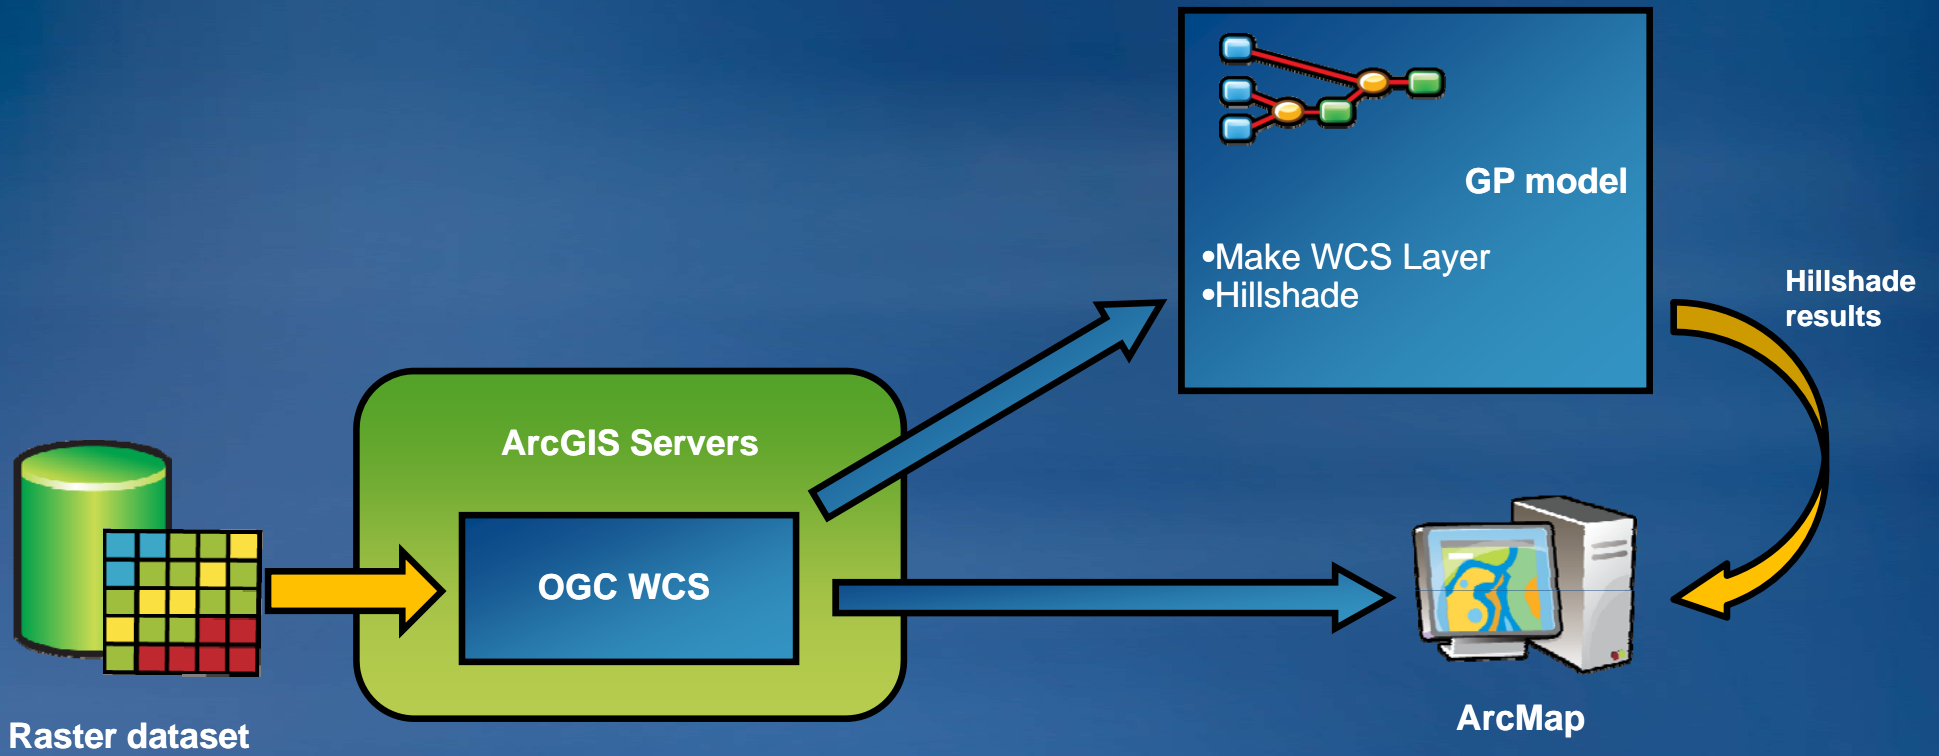 GP model
•Make WCS Layer
•Hillshade
Hillshade
results
ArcGIS Servers
OGC WCS
Raster dataset
ArcMap